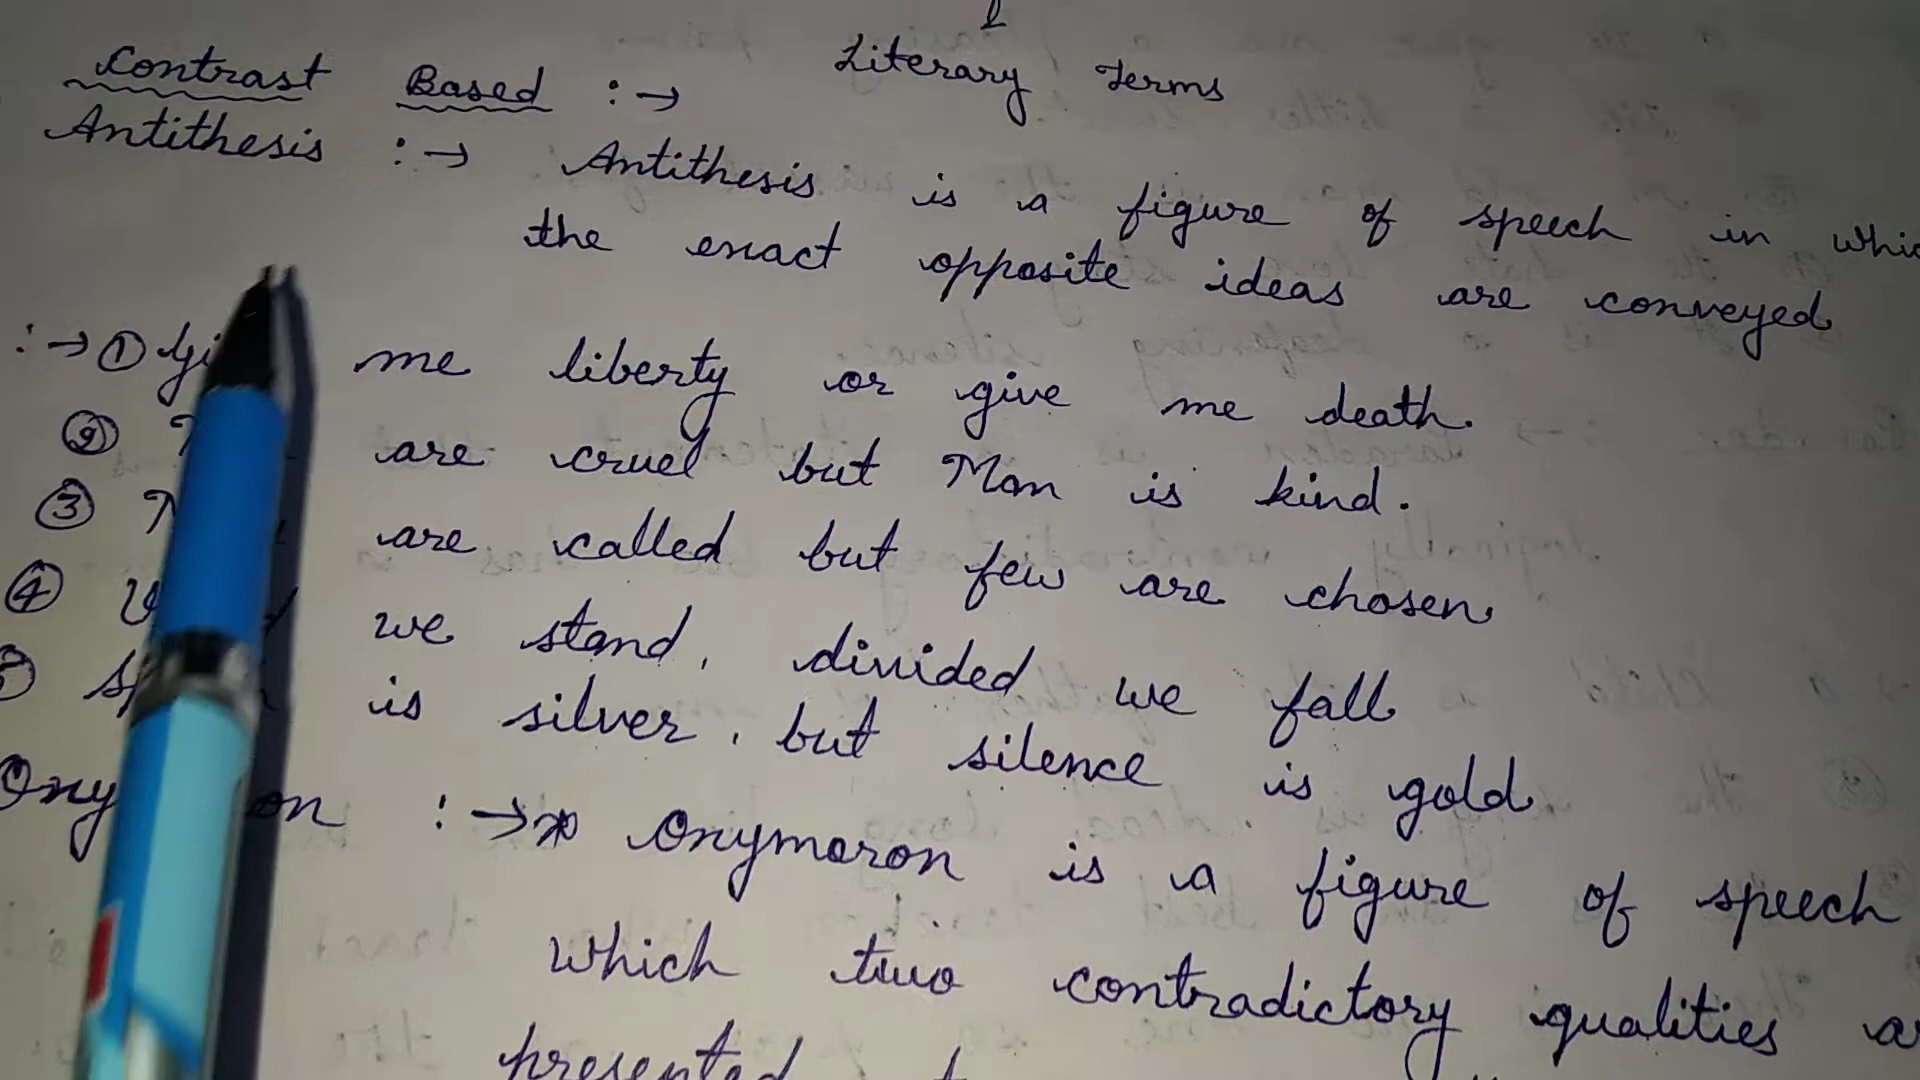 Literary Terms
Contrast Based :→
Antithesis :→ Antithesis is a figure of speech in
the exact opposite ideas are conveyed
:→ ① me liberty or give me death.
② are cruel but Man is kind.
③ are called but few are chosen
④ we stand, divided we fall
is silver, but silence is gold
:→* Oxymoron is a figure of speech
which two contradictory qualities
presented